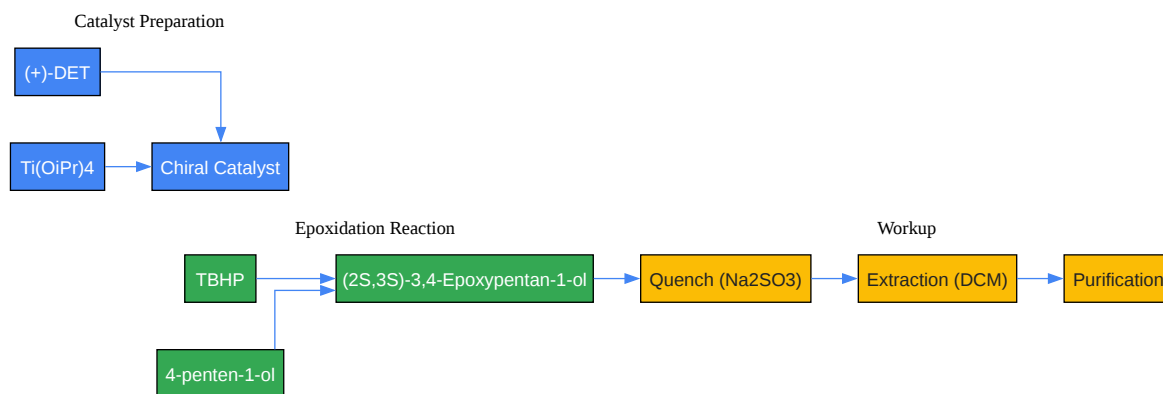 Catalyst Preparation
(+)-DET
Ti(OiPr)4
Chiral Catalyst
Epoxidation Reaction
Workup
TBHP
(2S,3S)-3,4-Epoxypentan-1-ol
Quench (Na2SO3)
Extraction (DCM)
Purification
4-penten-1-ol